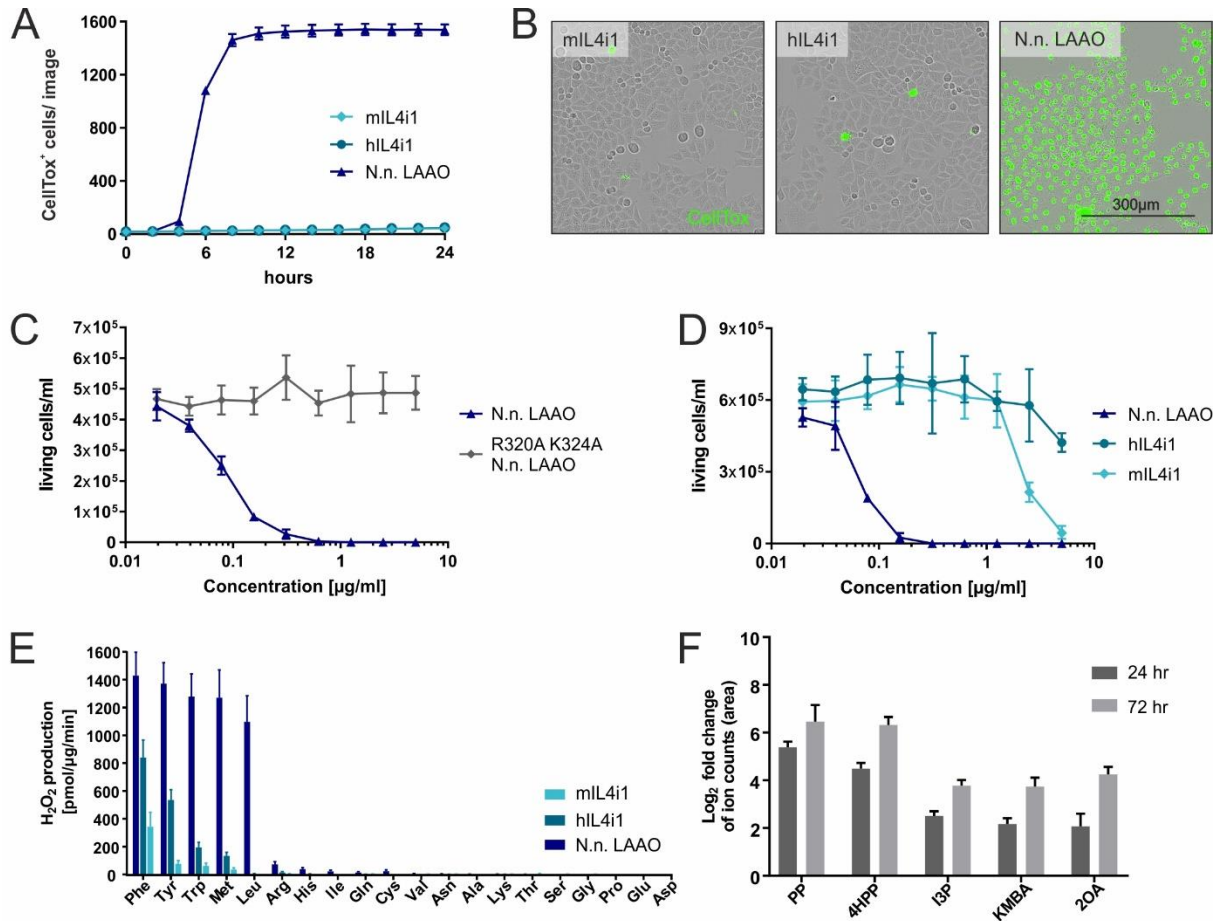 A
CellTox⁺ cells/ image
1600
1200
800
400
0
0 6 12 18 24
hours
mIL4i1
hIL4i1
N.n. LAAO
B
mIL4i1
hIL4i1
N.n. LAAO
CellTox
300µm
C
living cells/ml
7x10⁵
6x10⁵
5x10⁵
4x10⁵
3x10⁵
2x10⁵
1x10⁵
0
0.01 0.1 1 10
Concentration [µg/ml]
N.n. LAAO
R320A K324A
N.n. LAAO
D
living cells/ml
9x10⁵
6x10⁵
3x10⁵
0
0.01 0.1 1 10
Concentration [µg/ml]
N.n. LAAO
hIL4i1
mIL4i1
E
H₂O₂ production
[pmol/µg/min]
1600
1400
1200
1000
800
600
400
200
0
Phe Tyr Trp Met Leu Arg His Ile Gln Cys Val Asn Ala Lys Thr Ser Gly Pro Glu Asp
mIL4i1
hIL4i1
N.n. LAAO
F
Log₂ fold change
of ion counts (area)
10
8
6
4
2
0
PP 4HPP I3P KMBA 2OA
24 hr
72 hr